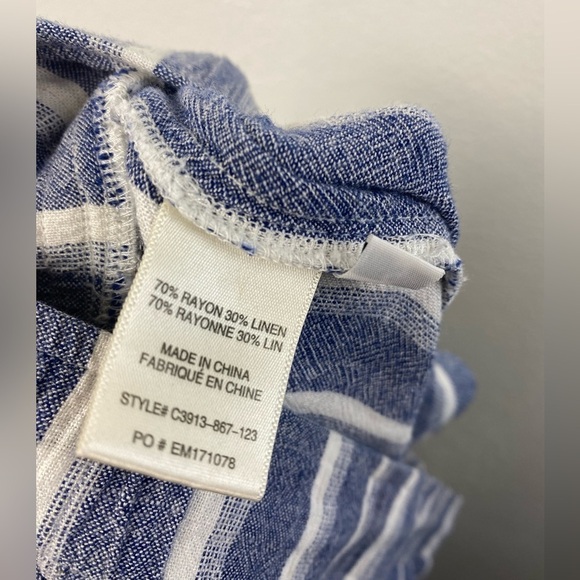 70% RAYON 30% LINEN
70% RAYONNE 30% LIN
MADE IN CHINA
FABRIQUÉ EN CHINE
STYLE# C3913-867-123
PO # EM171078